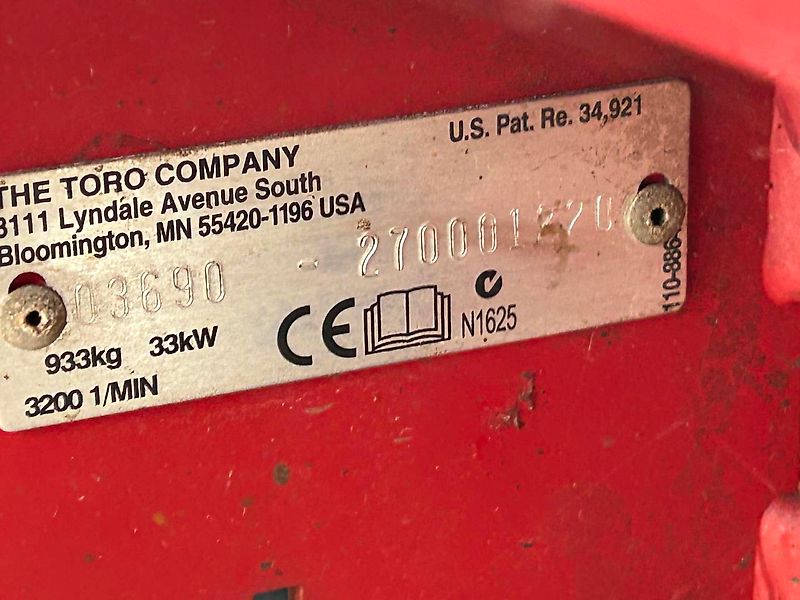 THE TORO COMPANY
8111 Lyndale Avenue South
Bloomington, MN 55420-1196 USA
U.S. Pat. Re. 34,921
03690 -
933kg 33kW
3200 1/MIN
CE
N1625